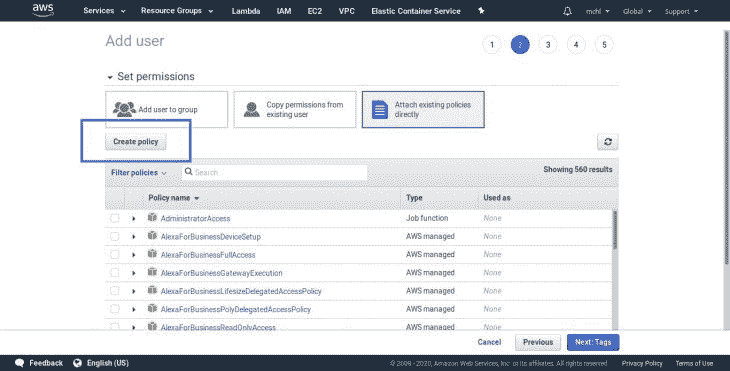 aws Services Resource Groups Lambda IAM EC2 VPC Elastic Container Service mchl Global Support
Add user
1 2 3 4 5
Set permissions
Add user to group
Copy permissions from existing user
Attach existing policies directly
Create policy
Filter policies Search Showing 560 results
Policy name Type Used as
AdministratorAccess Job function None
AlexaForBusinessDeviceSetup AWS managed None
AlexaForBusinessFullAccess AWS managed None
AlexaForBusinessGatewayExecution AWS managed None
AlexaForBusinessLifesizeDelegatedAccessPolicy AWS managed None
AlexaForBusinessPolyDelegatedAccessPolicy AWS managed None
AlexaForBusinessReadOnlyAccess AWS managed None
Cancel Previous Next: Tags
Feedback English (US) © 2008 - 2020, Amazon Web Services, Inc. or its affiliates. All rights reserved. Privacy Policy Terms of Use